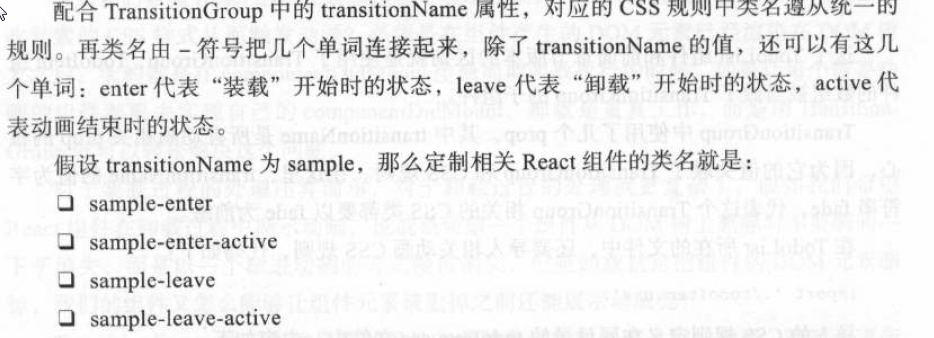 配合 TransitionGroup 中的 transitionName 属性，对应的 CSS 规则中类名遵从统一的
规则。再类名由 – 符号把几个单词连接起来，除了 transitionName 的值，还可以有这几
个单词：enter 代表“装载”开始时的状态，leave 代表“卸载”开始时的状态，active 代
表动画结束时的状态。
假设 transitionName 为 sample，那么定制相关 React 组件的类名就是：
❏ sample-enter
❏ sample-enter-active
❏ sample-leave
❏ sample-leave-active